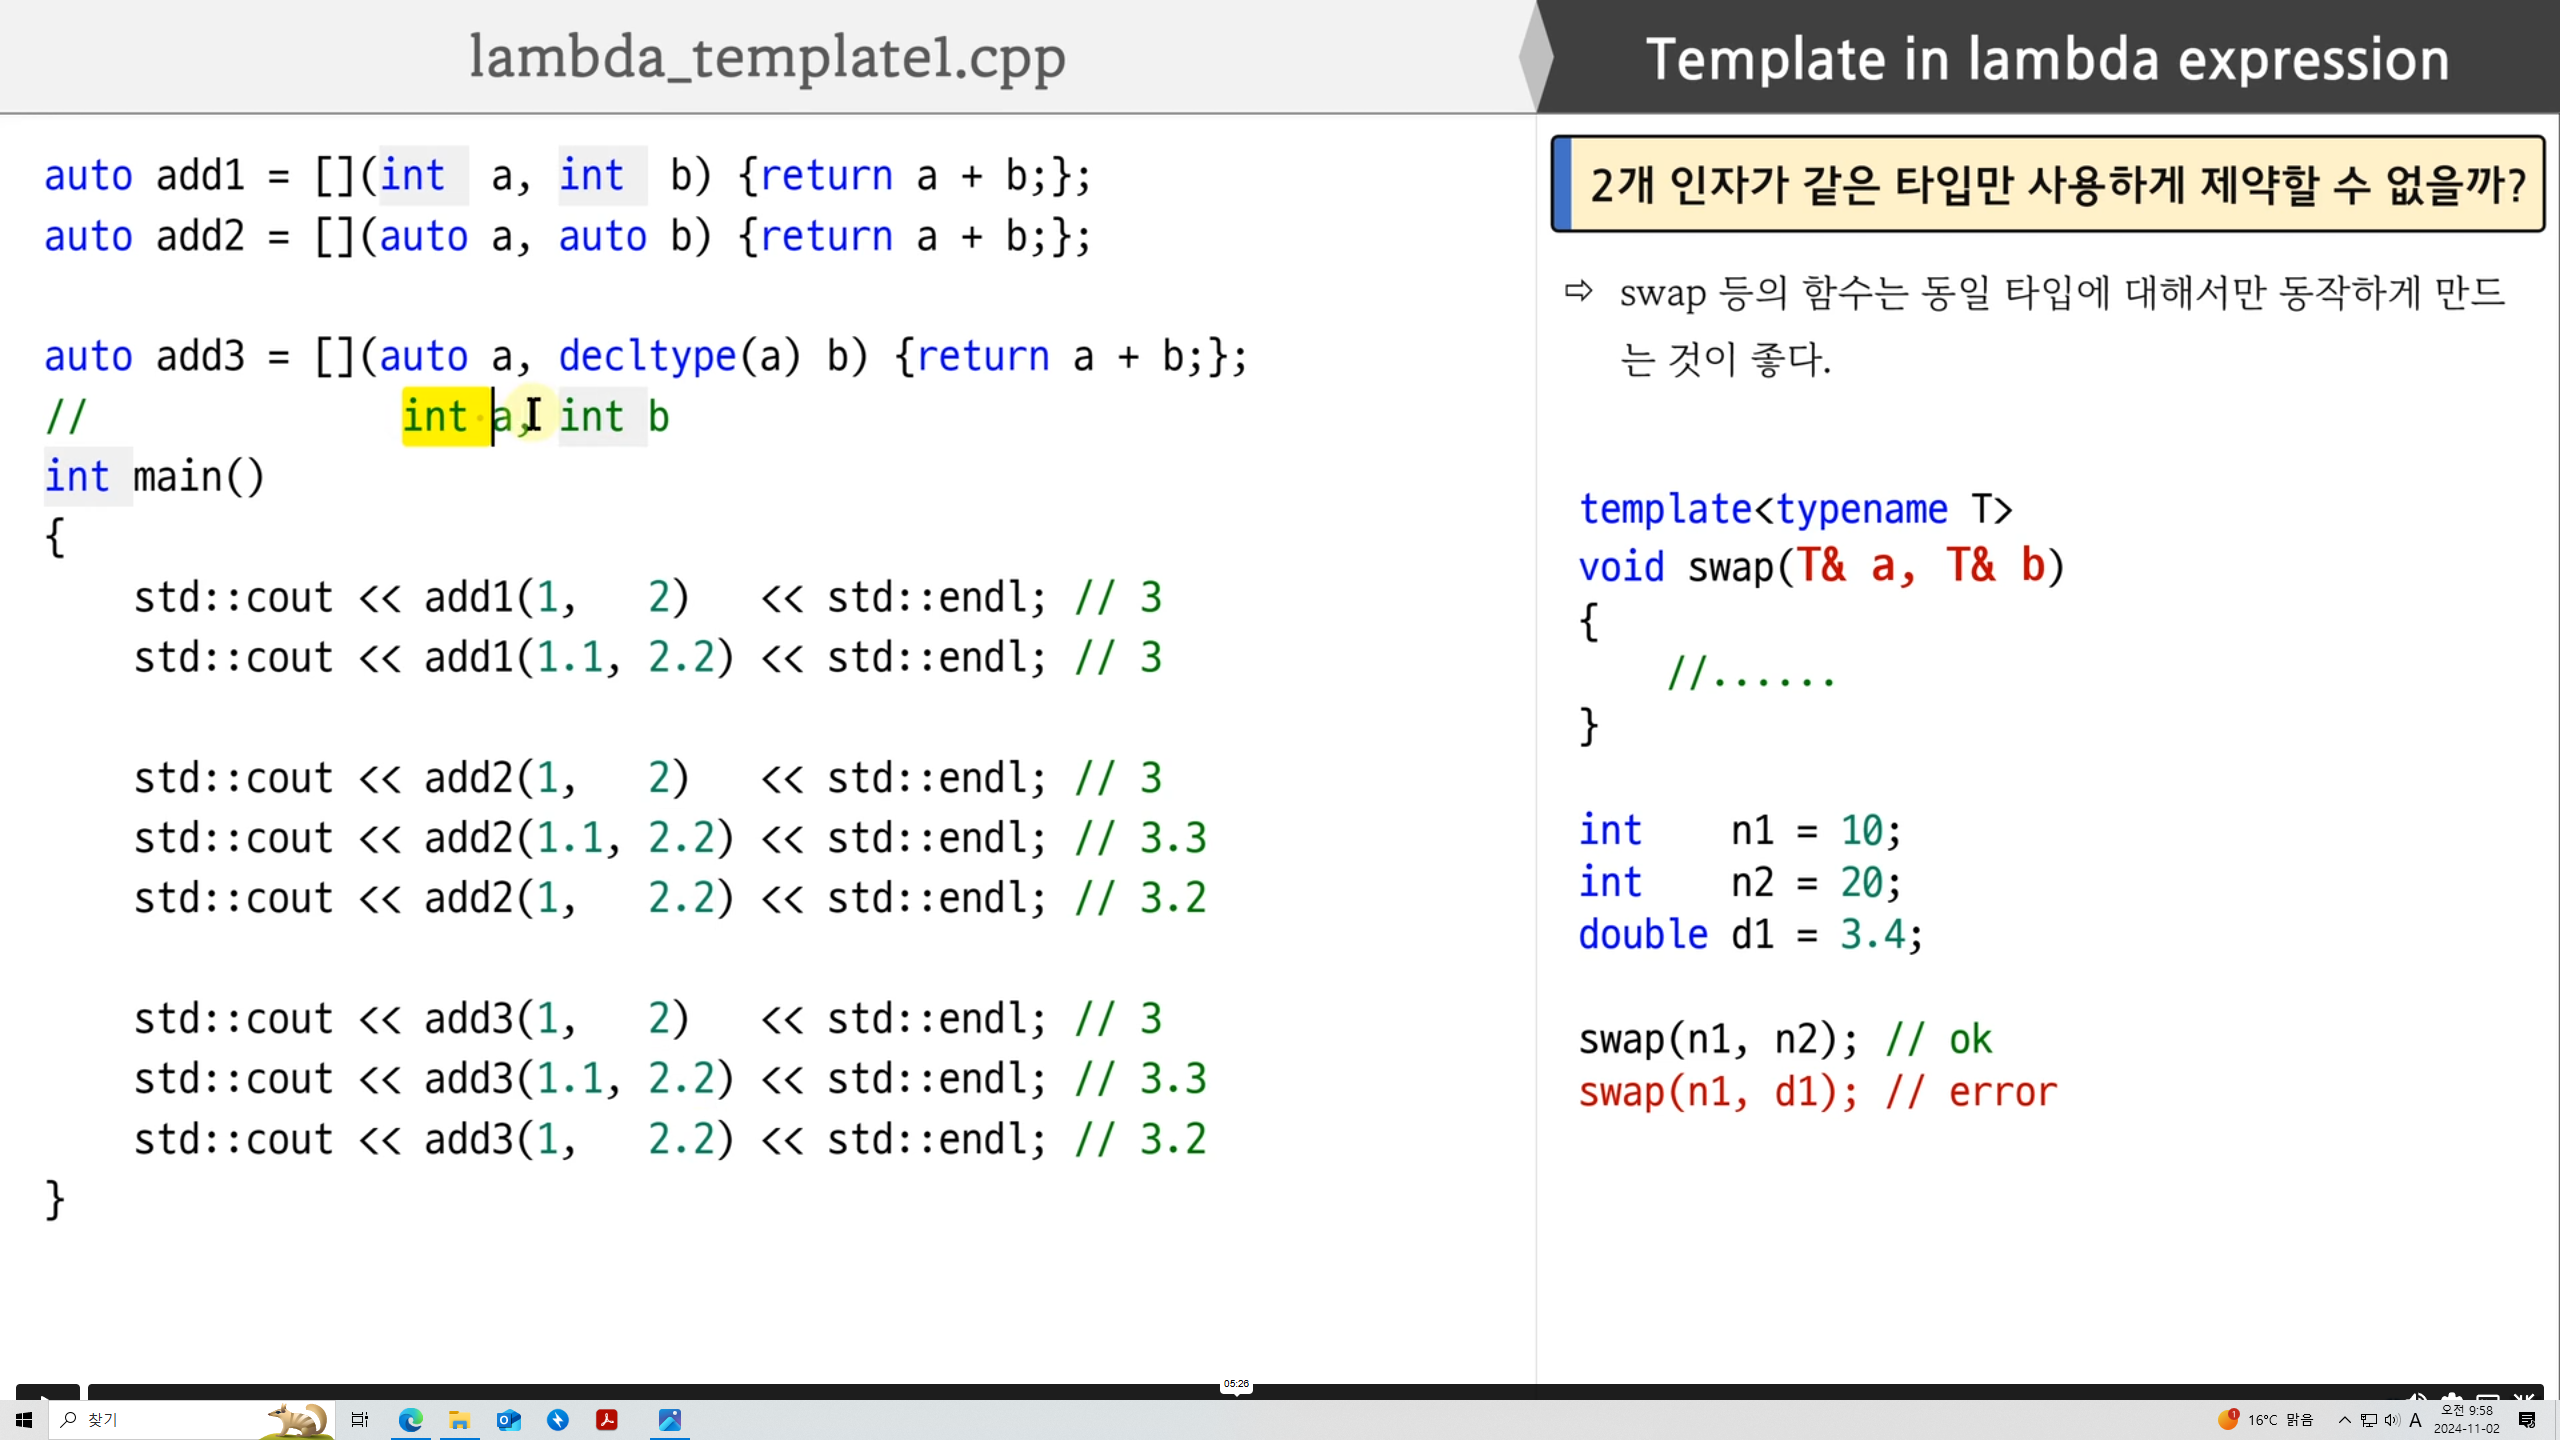 lambda_template1.cpp
Template in lambda expression
auto add1 = [](int  a, int  b) {return a + b;};
auto add2 = [](auto a, auto b) {return a + b;};
auto add3 = [](auto a, decltype(a) b) {return a + b;};
//              int a, int b
int main()
{
    std::cout << add1(1,   2)   << std::endl; // 3
    std::cout << add1(1.1, 2.2) << std::endl; // 3
    std::cout << add2(1,   2)   << std::endl; // 3
    std::cout << add2(1.1, 2.2) << std::endl; // 3.3
    std::cout << add2(1,   2.2) << std::endl; // 3.2
    std::cout << add3(1,   2)   << std::endl; // 3
    std::cout << add3(1.1, 2.2) << std::endl; // 3.3
    std::cout << add3(1,   2.2) << std::endl; // 3.2
}
2개 인자가 같은 타입만 사용하게 제약할 수 없을까?
⇨ swap 등의 함수는 동일 타입에 대해서만 동작하게 만드
는 것이 좋다.
template<typename T>
void swap(T& a, T& b)
{
    //......
}
int    n1 = 10;
int    n2 = 20;
double d1 = 3.4;
swap(n1, n2); // ok
swap(n1, d1); // error
05:26
찾기
1
16°C 맑음
A
오전 9:58
2024-11-02